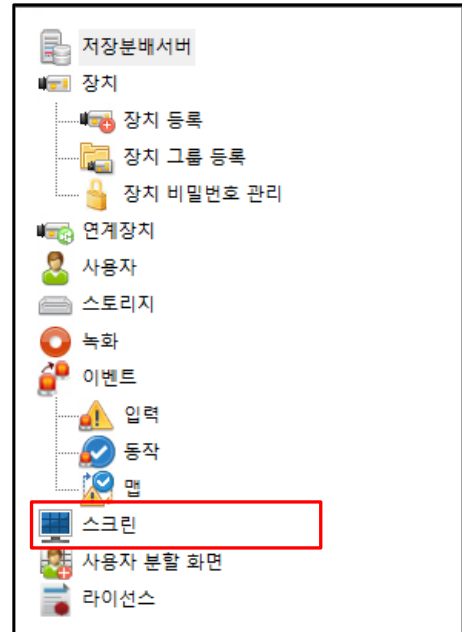 저장분배서버
장치
장치 등록
장치 그룹 등록
장치 비밀번호 관리
연계장치
사용자
스토리지
녹화
이벤트
입력
동작
맵
스크린
사용자 분할 화면
라이선스